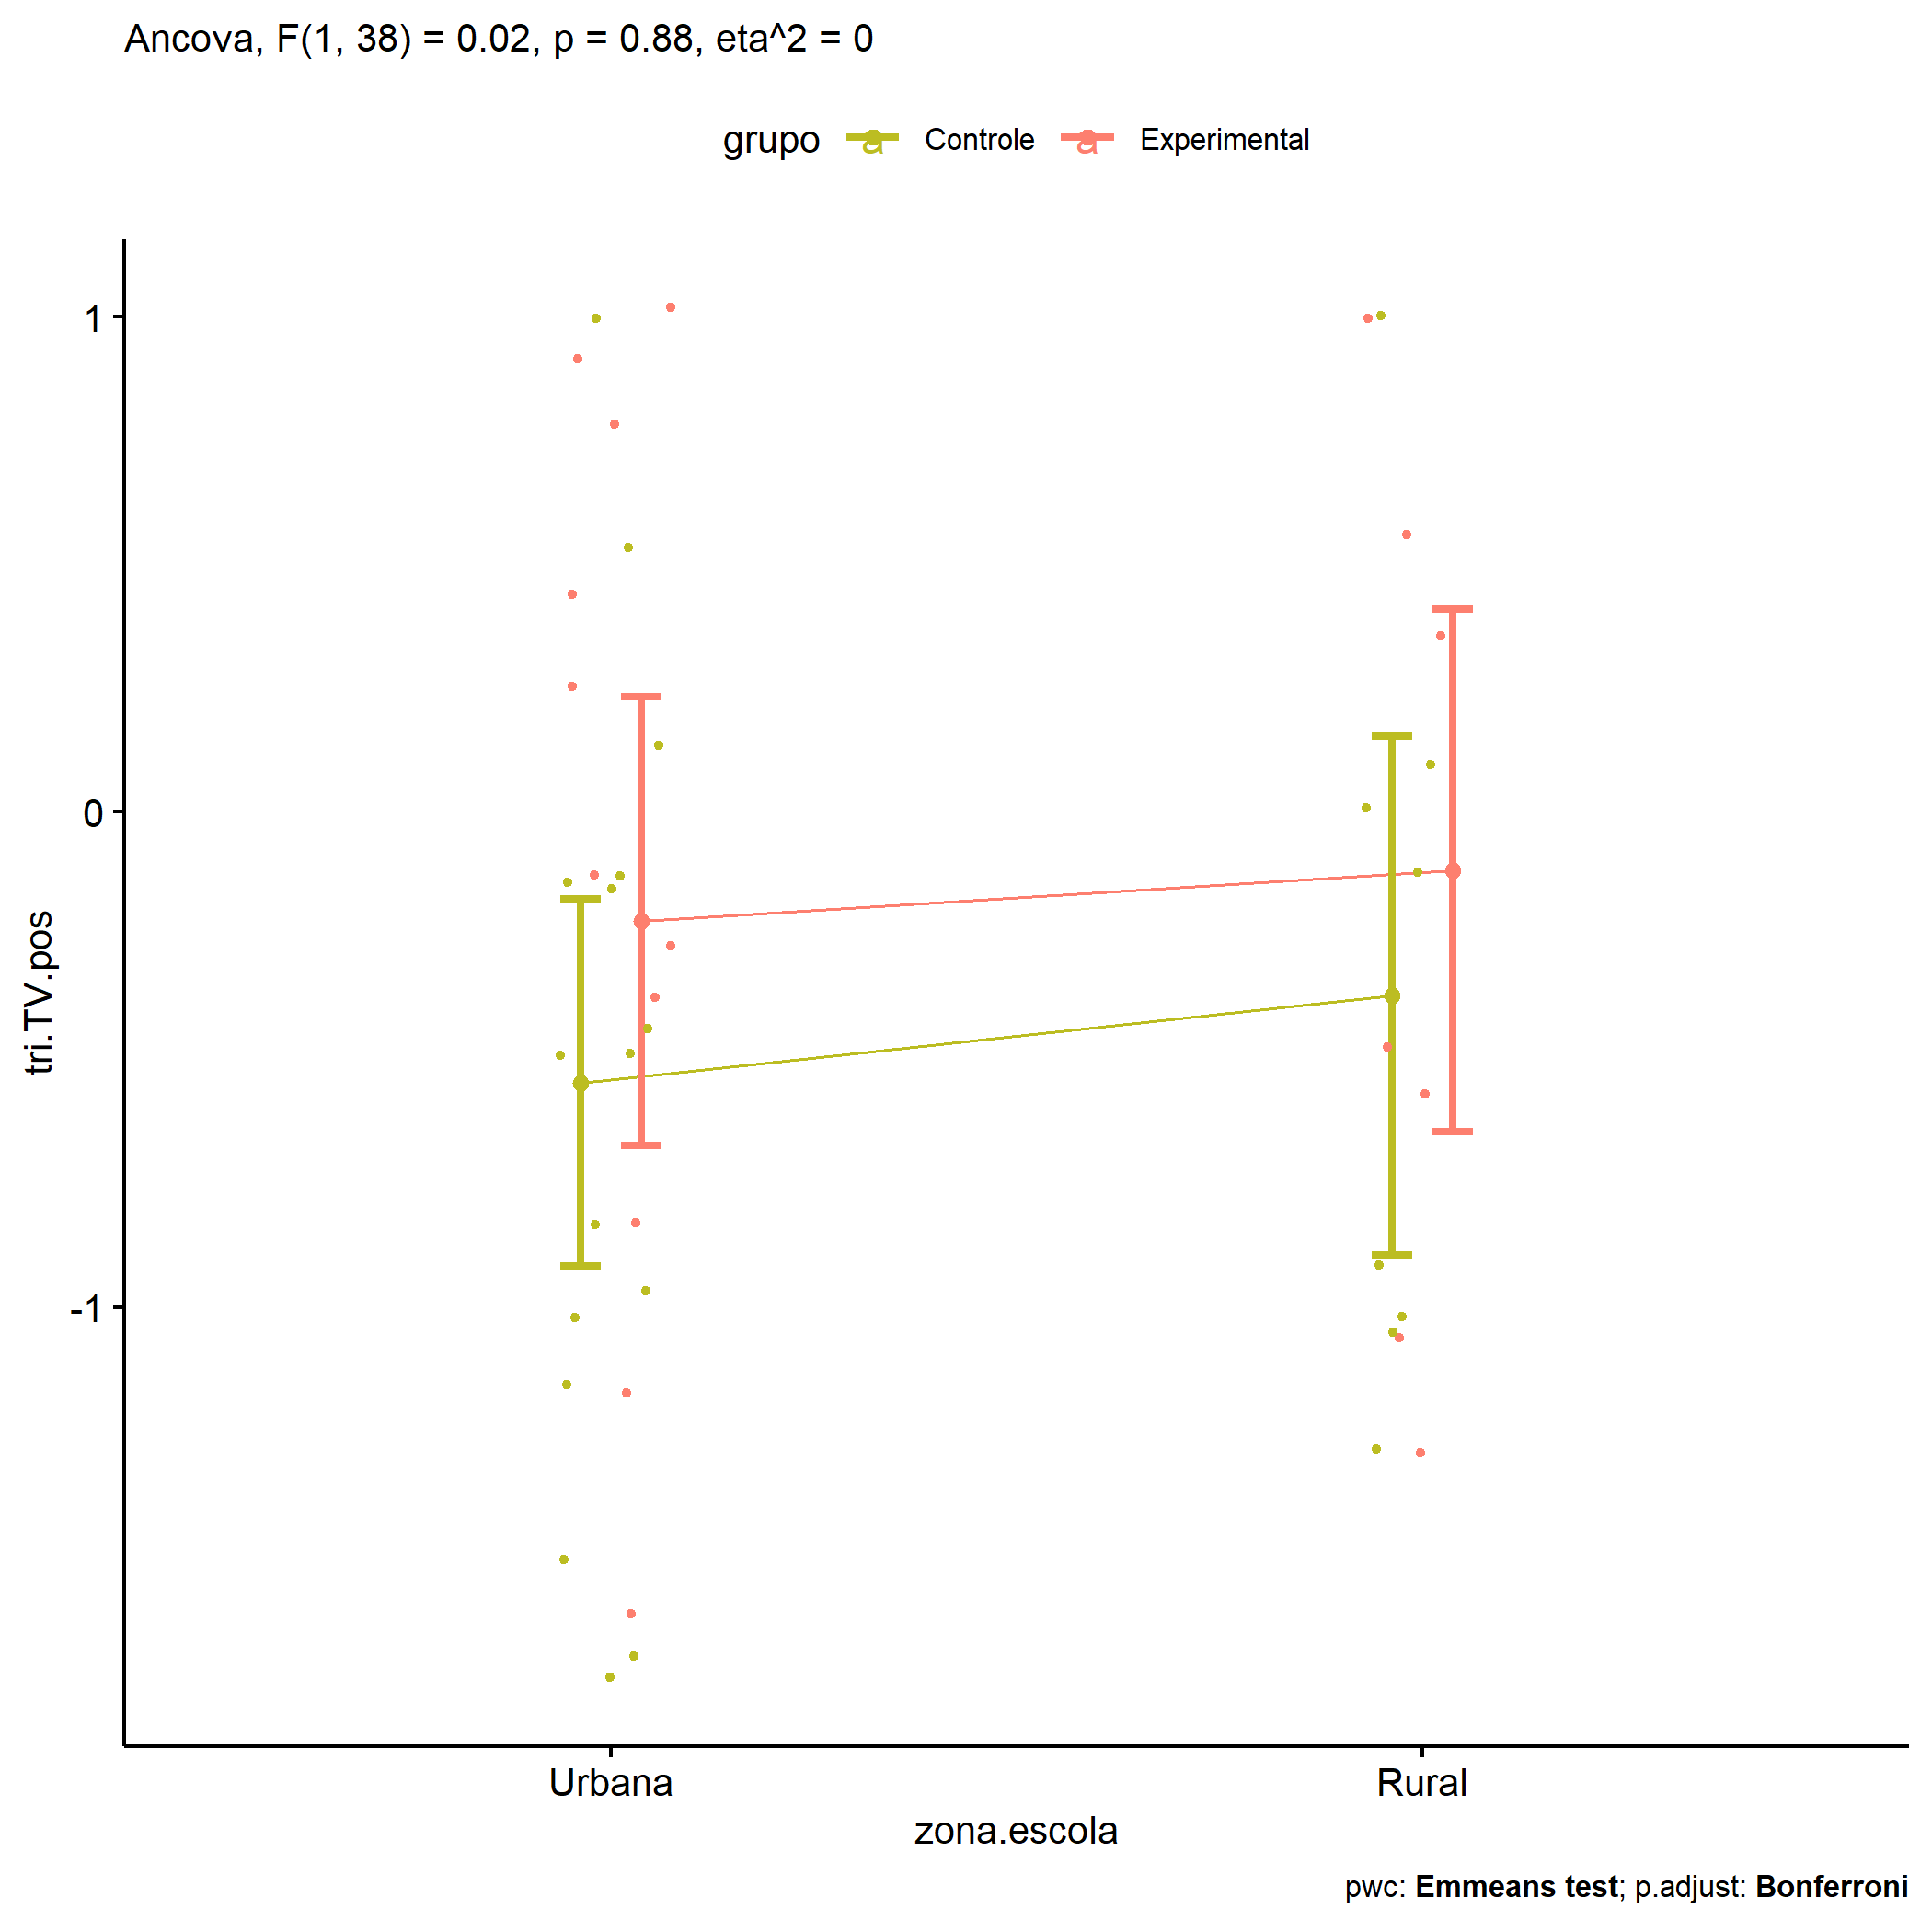 Ancova, F(1, 38) = 0.02, p = 0.88, eta^2 = 0
grupo a Controle a Experimental
1
0
-1
tri.TV.pos
Urbana Rural
zona.escola
pwc: Emmeans test; p.adjust: Bonferroni